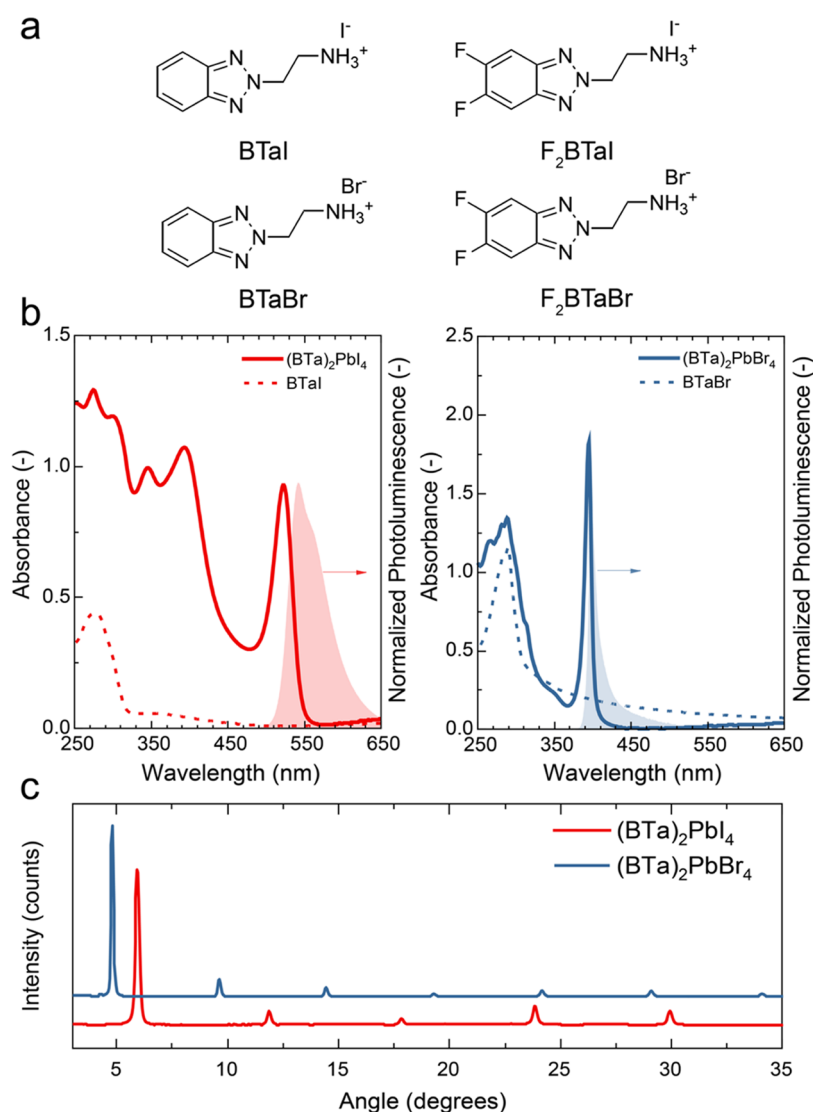 a
I⁻
NH₃⁺
N
N
N
BTaI
I⁻
F
F
NH₃⁺
N
N
N
F₂BTaI
Br⁻
NH₃⁺
N
N
N
BTaBr
Br⁻
F
F
NH₃⁺
N
N
N
F₂BTaBr
b
1.5
1.0
0.5
0.0
Absorbance (-)
(BTa)₂PbI₄
BTaI
Normalized Photoluminescence (-)
250 350 450 550 650
Wavelength (nm)
2.5
2.0
1.5
1.0
0.5
0.0
Absorbance (-)
(BTa)₂PbBr₄
BTaBr
Normalized Photoluminescence (-)
250 350 450 550 650
Wavelength (nm)
c
Intensity (counts)
(BTa)₂PbI₄
(BTa)₂PbBr₄
5 10 15 20 25 30 35
Angle (degrees)